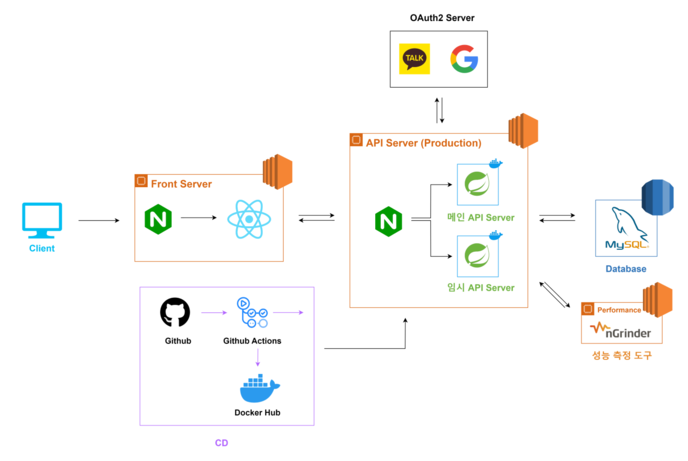 OAuth2 Server
TALK
API Server (Production)
Front Server
메인 API Server
Client
MySQL
임시 API Server
Database
Performance
nGrinder
Github
Github Actions
성능 측정 도구
Docker Hub
CD